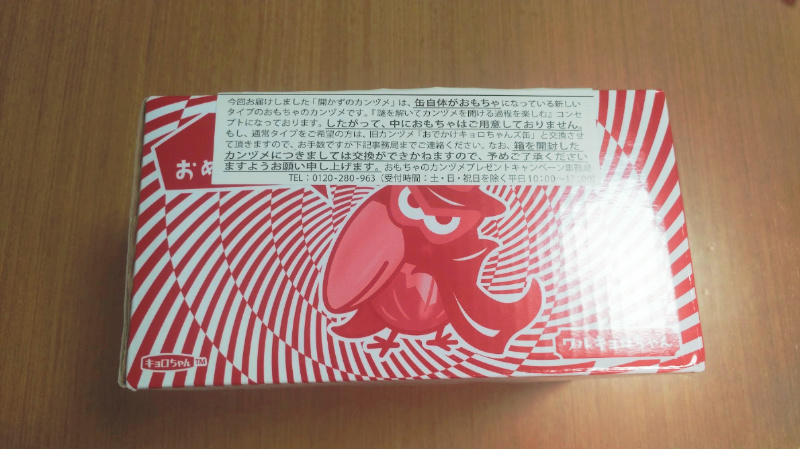 今回お届けしました「開かずのカンヅメ」は、缶自体がおもちゃになっている新しい
タイプのおもちゃのカンヅメです。『謎を解いてカンヅメを開ける過程を楽しむ』コンセ
プトになっております。したがって、中におもちゃはご用意しておりません。
もし、通常タイプをご希望の方は、旧カンヅメ「おでかけキョロちゃんズ缶」と交換させ
て頂きますので、お手数ですが下記事務局までご連絡ください。なお、箱を開封した
カンヅメにつきましては交換ができかねますので、予めご了承ください
ますようお願い申し上げます。おもちゃのカンヅメプレゼントキャンペーン事務局
TEL：0120-280-963（受付時間：土・日・祝日を除く平日10:00～17:00）
おめ
ワルキョロちゃん
キョロちゃん™